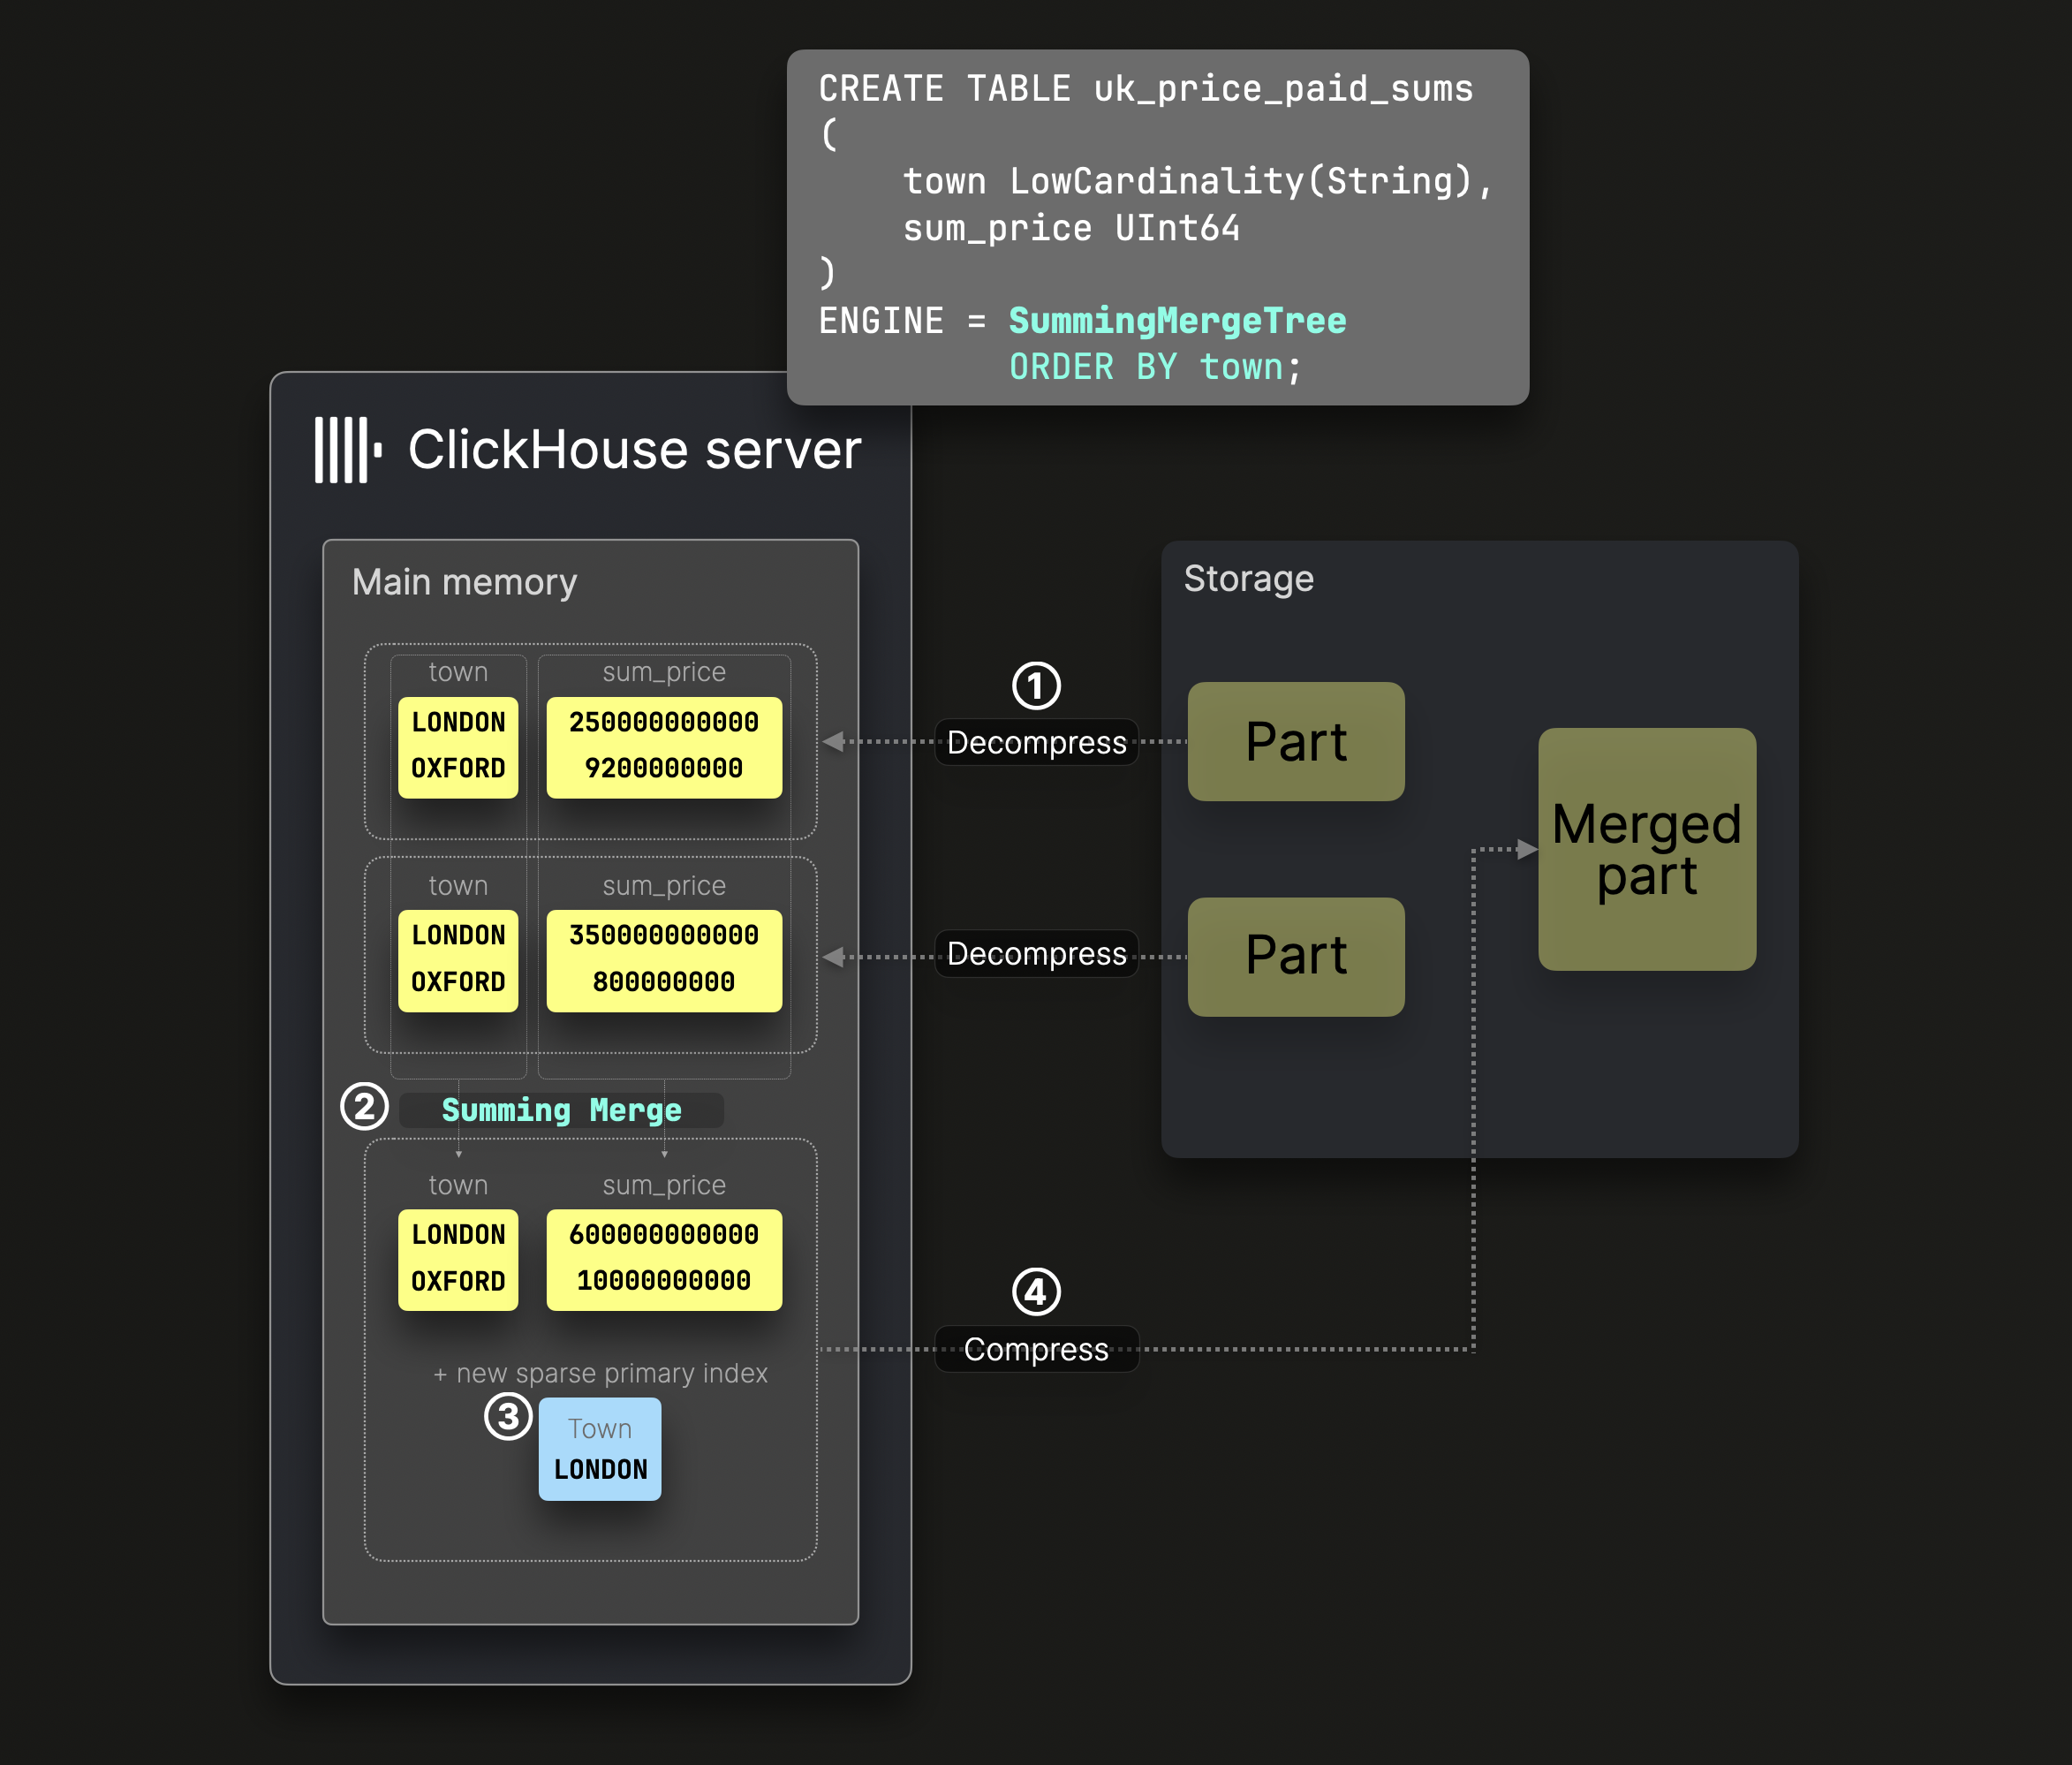 CREATE TABLE uk_price_paid_sums
(
    town LowCardinality(String),
    sum_price UInt64
)
ENGINE = SummingMergeTree
         ORDER BY town;
ClickHouse server
Main memory
town sum_price
LONDON 250000000000
OXFORD 9200000000
town sum_price
LONDON 350000000000
OXFORD 800000000
2 Summing Merge
town sum_price
LONDON 600000000000
OXFORD 10000000000
+ new sparse primary index
3
Town
LONDON
1
Decompress
Decompress
4
Compress
Storage
Part
Part
Merged
part